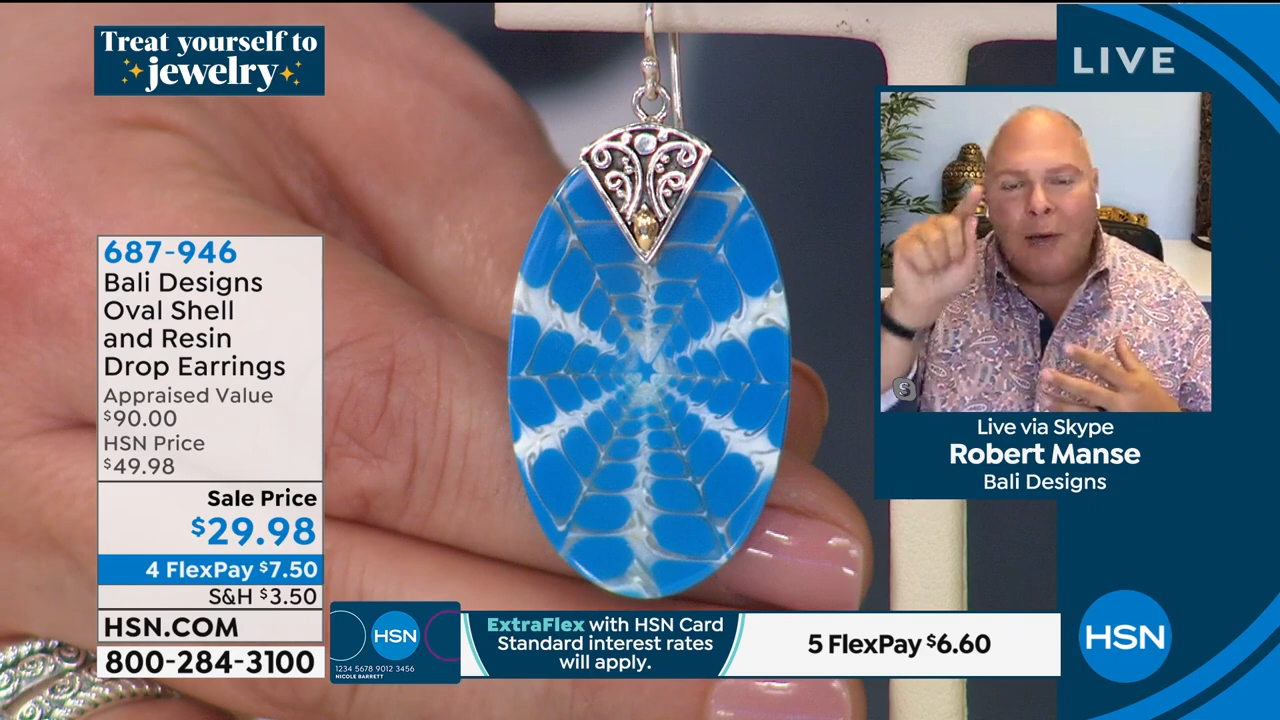 Treat yourself to
jewelry
LIVE
687-946
Bali Designs
Oval Shell
and Resin
Drop Earrings
Appraised Value
$90.00
HSN Price
$49.98
Sale Price
$29.98
4 FlexPay $7.50
S&H $3.50
HSN.COM
800-284-3100
S
Live via Skype
Robert Manse
Bali Designs
HSN
1234 5678 9012 3456
NICOLE BARRETT
ExtraFlex with HSN Card
Standard interest rates
will apply.
5 FlexPay $6.60
HSN